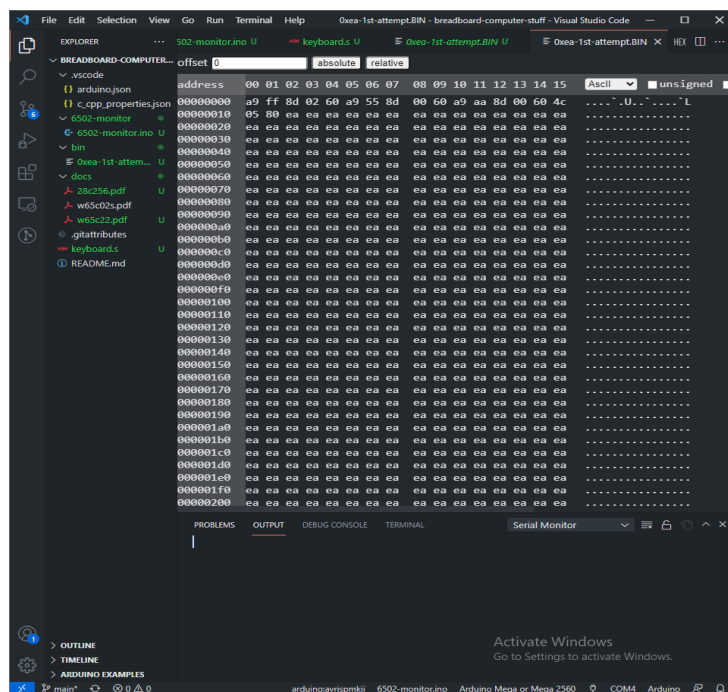 File Edit Selection View Go Run Terminal Help 0xea-1st-attempt.BIN - breadboard-computer-stuff - Visual Studio Code
EXPLORER ··· 502-monitor.ino U keyboard.s U 0xea-1st-attempt.BIN U 0xea-1st-attempt.BIN HEX ···
BREADBOARD-COMPUTER... offset 0 absolute relative
.vscode
arduino.json
c_cpp_properties.json
6502-monitor
6502-monitor.ino U
bin
0xea-1st-attem... U
docs
28c256.pdf U
w65c02s.pdf
w65c22.pdf U
.gitattributes
keyboard.s U
README.md
6
address 00 01 02 03 04 05 06 07 08 09 10 11 12 13 14 15 AscII unsigned
00000000 a9 ff 8d 02 60 a9 55 8d 00 60 a9 aa 8d 00 60 4c ....`.U..`....`L
00000010 05 80 ea ea ea ea ea ea ea ea ea ea ea ea ea ea ................
00000020 ea ea ea ea ea ea ea ea ea ea ea ea ea ea ea ea ................
00000030 ea ea ea ea ea ea ea ea ea ea ea ea ea ea ea ea ................
00000040 ea ea ea ea ea ea ea ea ea ea ea ea ea ea ea ea ................
00000050 ea ea ea ea ea ea ea ea ea ea ea ea ea ea ea ea ................
00000060 ea ea ea ea ea ea ea ea ea ea ea ea ea ea ea ea ................
00000070 ea ea ea ea ea ea ea ea ea ea ea ea ea ea ea ea ................
00000080 ea ea ea ea ea ea ea ea ea ea ea ea ea ea ea ea ................
00000090 ea ea ea ea ea ea ea ea ea ea ea ea ea ea ea ea ................
000000a0 ea ea ea ea ea ea ea ea ea ea ea ea ea ea ea ea ................
000000b0 ea ea ea ea ea ea ea ea ea ea ea ea ea ea ea ea ................
000000c0 ea ea ea ea ea ea ea ea ea ea ea ea ea ea ea ea ................
000000d0 ea ea ea ea ea ea ea ea ea ea ea ea ea ea ea ea ................
000000e0 ea ea ea ea ea ea ea ea ea ea ea ea ea ea ea ea ................
000000f0 ea ea ea ea ea ea ea ea ea ea ea ea ea ea ea ea ................
00000100 ea ea ea ea ea ea ea ea ea ea ea ea ea ea ea ea ................
00000110 ea ea ea ea ea ea ea ea ea ea ea ea ea ea ea ea ................
00000120 ea ea ea ea ea ea ea ea ea ea ea ea ea ea ea ea ................
00000130 ea ea ea ea ea ea ea ea ea ea ea ea ea ea ea ea ................
00000140 ea ea ea ea ea ea ea ea ea ea ea ea ea ea ea ea ................
00000150 ea ea ea ea ea ea ea ea ea ea ea ea ea ea ea ea ................
00000160 ea ea ea ea ea ea ea ea ea ea ea ea ea ea ea ea ................
00000170 ea ea ea ea ea ea ea ea ea ea ea ea ea ea ea ea ................
00000180 ea ea ea ea ea ea ea ea ea ea ea ea ea ea ea ea ................
00000190 ea ea ea ea ea ea ea ea ea ea ea ea ea ea ea ea ................
000001a0 ea ea ea ea ea ea ea ea ea ea ea ea ea ea ea ea ................
000001b0 ea ea ea ea ea ea ea ea ea ea ea ea ea ea ea ea ................
000001c0 ea ea ea ea ea ea ea ea ea ea ea ea ea ea ea ea ................
000001d0 ea ea ea ea ea ea ea ea ea ea ea ea ea ea ea ea ................
000001e0 ea ea ea ea ea ea ea ea ea ea ea ea ea ea ea ea ................
000001f0 ea ea ea ea ea ea ea ea ea ea ea ea ea ea ea ea ................
00000200 ea ea ea ea ea ea ea ea ea ea ea ea ea ea ea ea ................
PROBLEMS OUTPUT DEBUG CONSOLE TERMINAL Serial Monitor
1
OUTLINE
TIMELINE
ARDUINO EXAMPLES
Activate Windows
Go to Settings to activate Windows.
main* 0 0 arduino:avrispmkii 6502-monitor.ino Arduino Mega or Mega 2560 COM4 Arduino